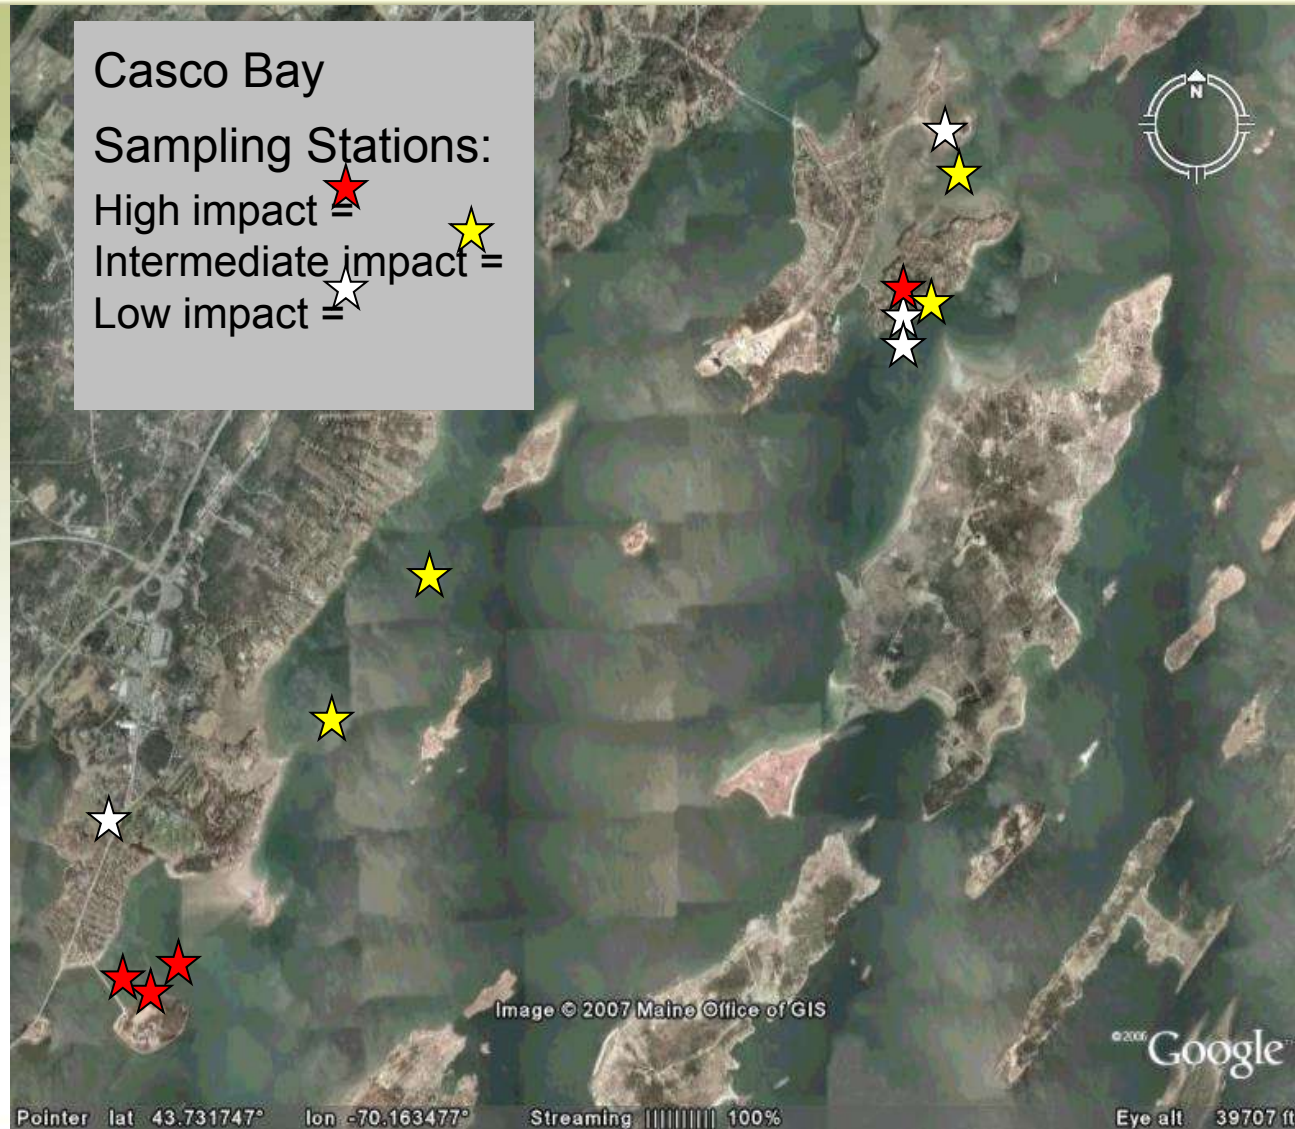 Casco Bay
Sampling Stations:
High impact =
Intermediate impact =
Low impact =
N
Image © 2007 Maine Office of GIS
©2006 Google™
Pointer lat 43.731747° lon -70.163477° Streaming |||||||||| 100% Eye alt 39707 ft